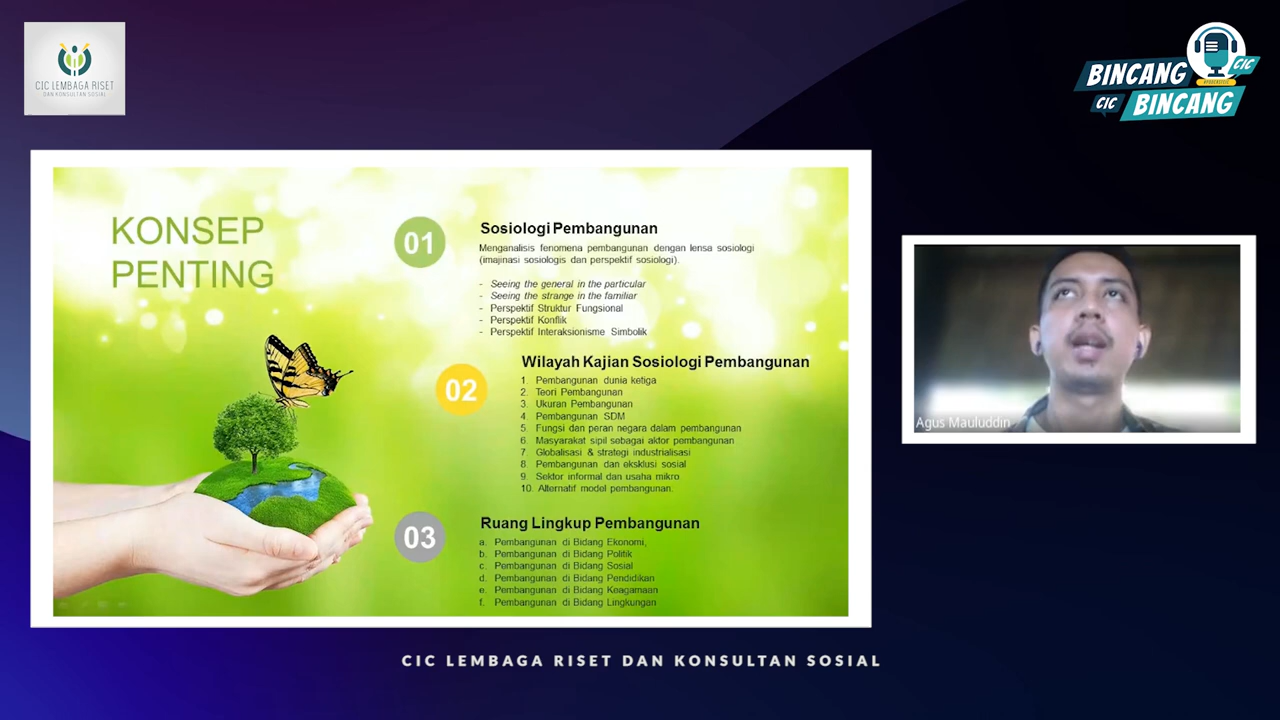 CIC LEMBAGA RISET
DAN KONSULTAN SOSIAL
BINCANG
CIC
CIC
BINCANG
KONSEP
PENTING
01
Sosiologi Pembangunan
Menganalisis fenomena pembangunan dengan lensa sosiologi
(imajinasi sosiologis dan perspektif sosiologi).
- Seeing the general in the particular
- Seeing the strange in the familiar
- Perspektif Struktur Fungsional
- Perspektif Konflik
- Perspektif Interaksionisme Simbolik
02
Wilayah Kajian Sosiologi Pembangunan
1. Pembangunan dunia ketiga
2. Teori Pembangunan
3. Ukuran Pembangunan
4. Pembangunan SDM
5. Fungsi dan peran negara dalam pembangunan
6. Masyarakat sipil sebagai aktor pembangunan
7. Globalisasi & strategi industrialisasi
8. Pembangunan dan eksklusi sosial
9. Sektor informal dan usaha mikro
10. Alternatif model pembangunan.
03
Ruang Lingkup Pembangunan
a. Pembangunan di Bidang Ekonomi,
b. Pembangunan di Bidang Politik
c. Pembangunan di Bidang Sosial
d. Pembangunan di Bidang Pendidikan
e. Pembangunan di Bidang Keagamaan
f. Pembangunan di Bidang Lingkungan
Agus Mauluddin
CIC LEMBAGA RISET DAN KONSULTAN SOSIAL